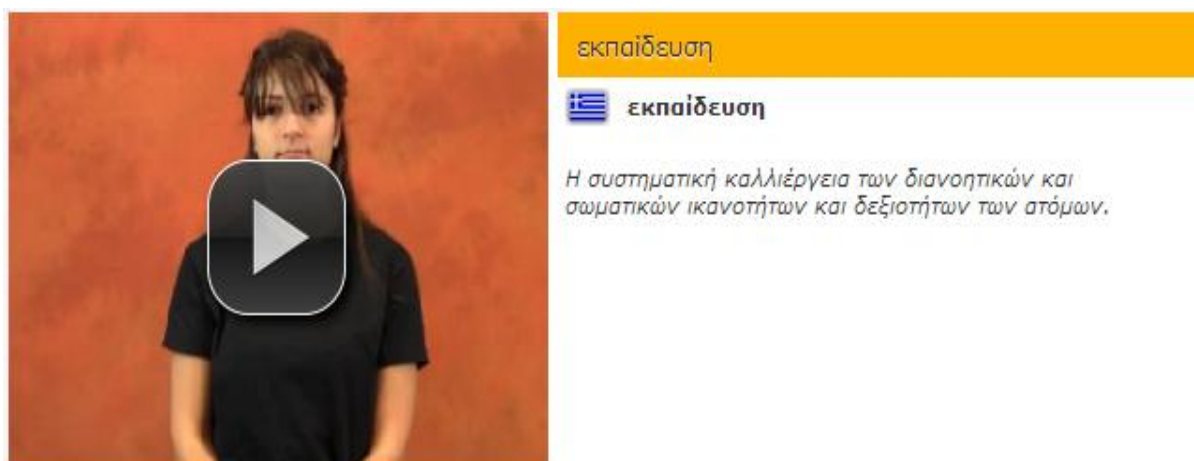 εκπαίδευση
εκπαίδευση
Η συστηματική καλλιέργεια των διανοητικών και
σωματικών ικανοτήτων και δεξιοτήτων των ατόμων.